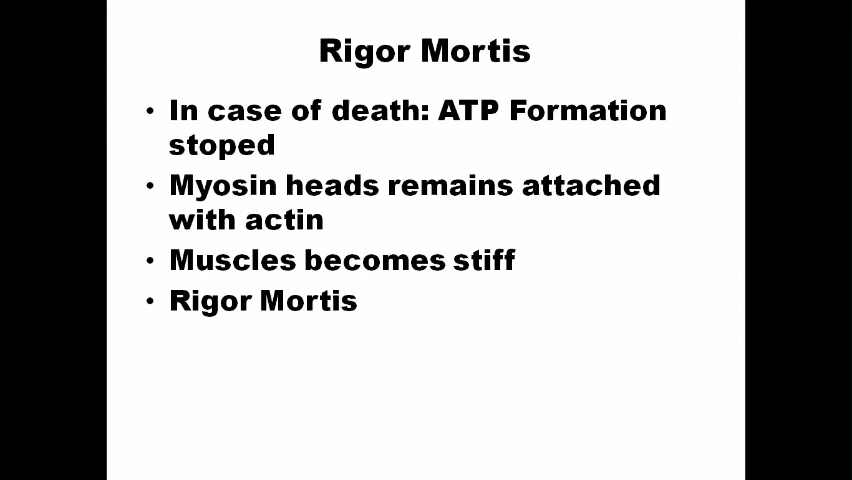 Rigor Mortis
• In case of death: ATP Formation
stoped
• Myosin heads remains attached
with actin
• Muscles becomes stiff
• Rigor Mortis